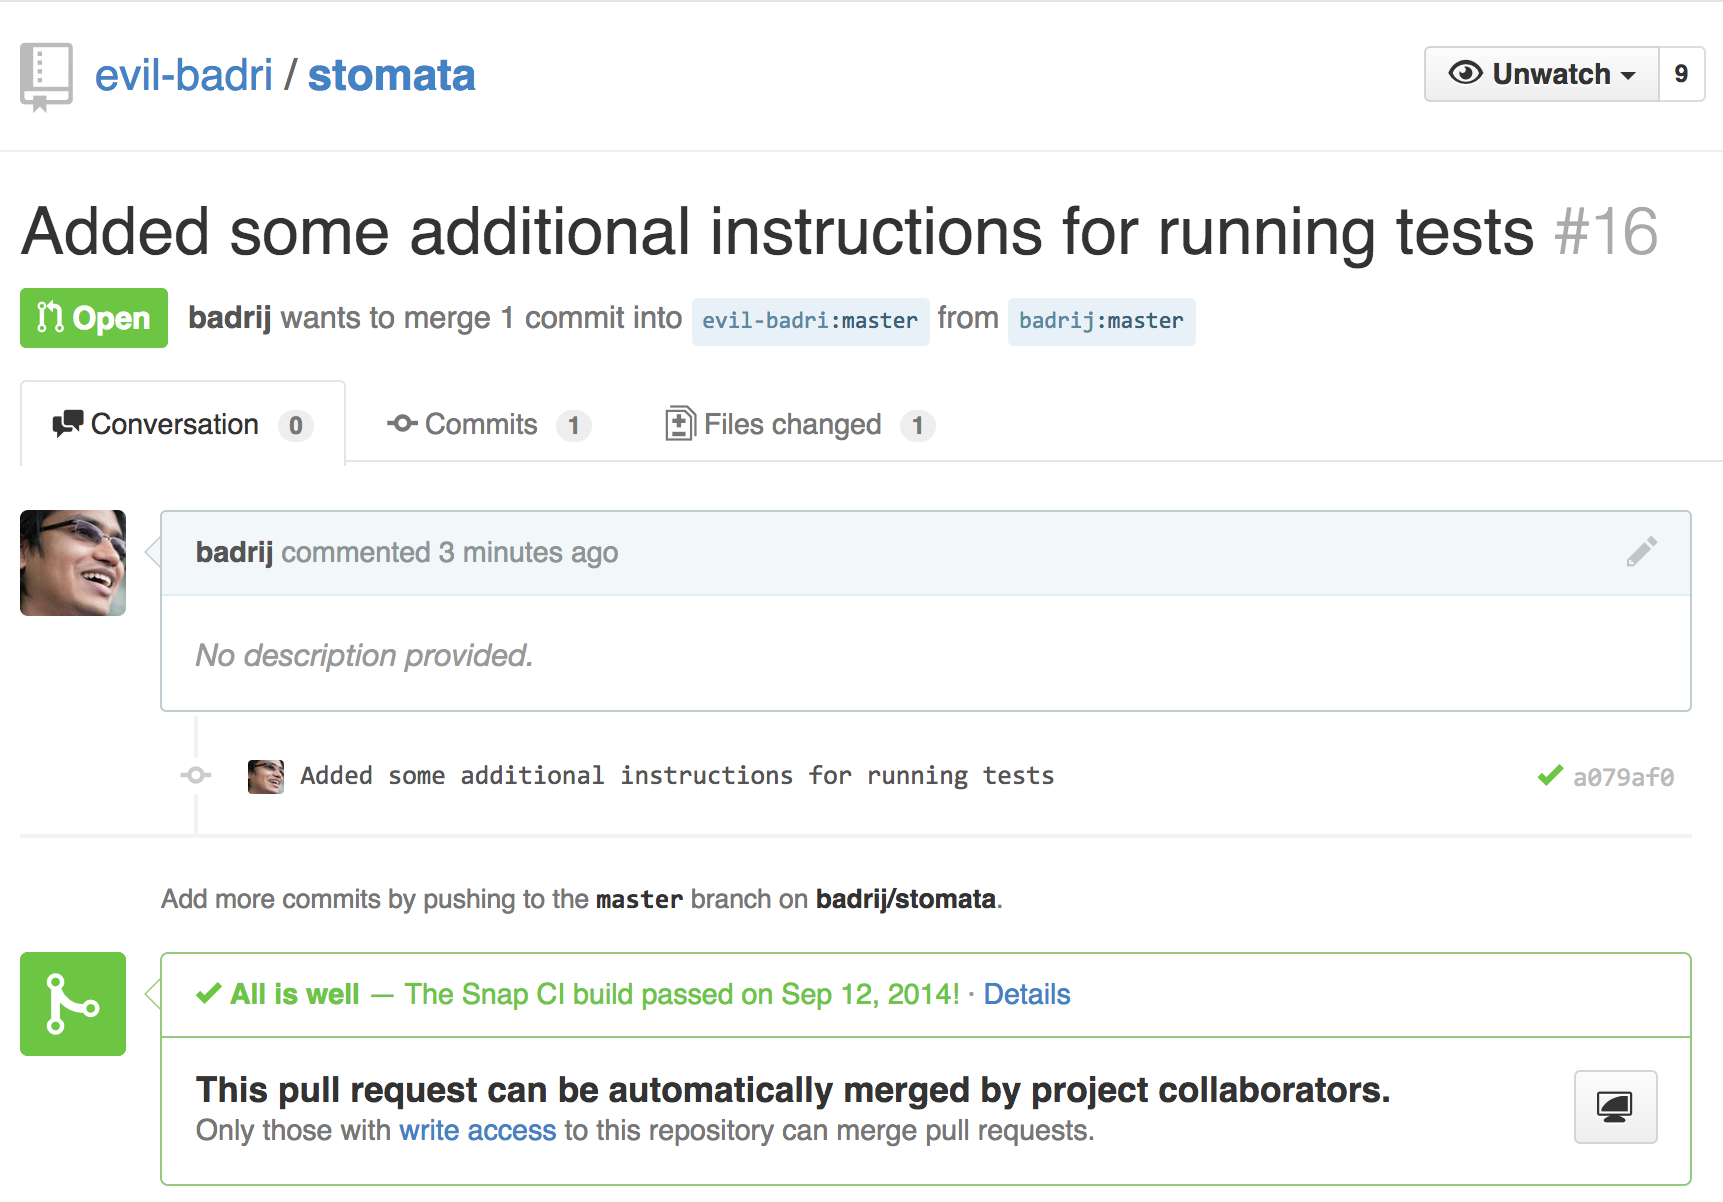 evil-badri / stomata
Unwatch 9
Added some additional instructions for running tests #16
Open badrij wants to merge 1 commit into evil-badri:master from badrij:master
Conversation 0 Commits 1 Files changed 1
badrij commented 3 minutes ago
No description provided.
Added some additional instructions for running tests a079af0
Add more commits by pushing to the master branch on badrij/stomata.
All is well — The Snap CI build passed on Sep 12, 2014! · Details
This pull request can be automatically merged by project collaborators.
Only those with write access to this repository can merge pull requests.